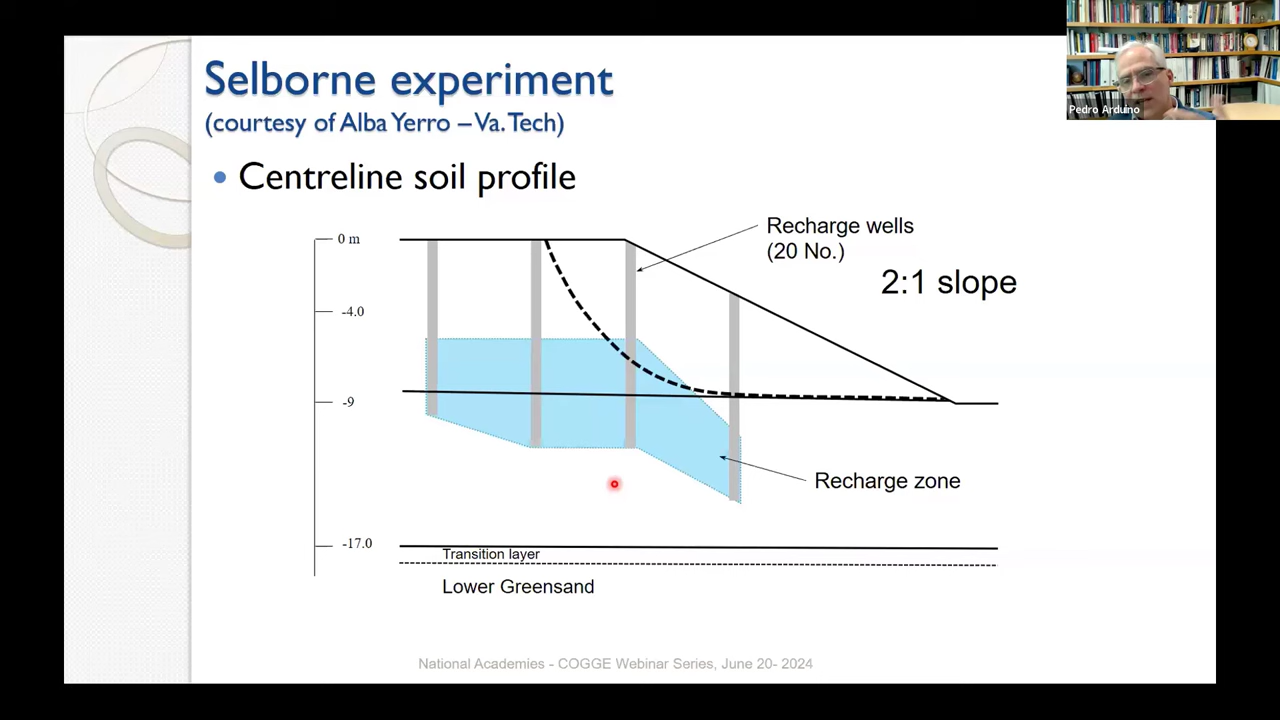 Selborne experiment
(courtesy of Alba Yerro – Va. Tech)
• Centreline soil profile
Pedro Arduino
Recharge wells
(20 No.)
2:1 slope
0 m
-4.0
-9
Recharge zone
-17.0
Transition layer
Lower Greensand
National Academies - COGGE Webinar Series, June 20- 2024